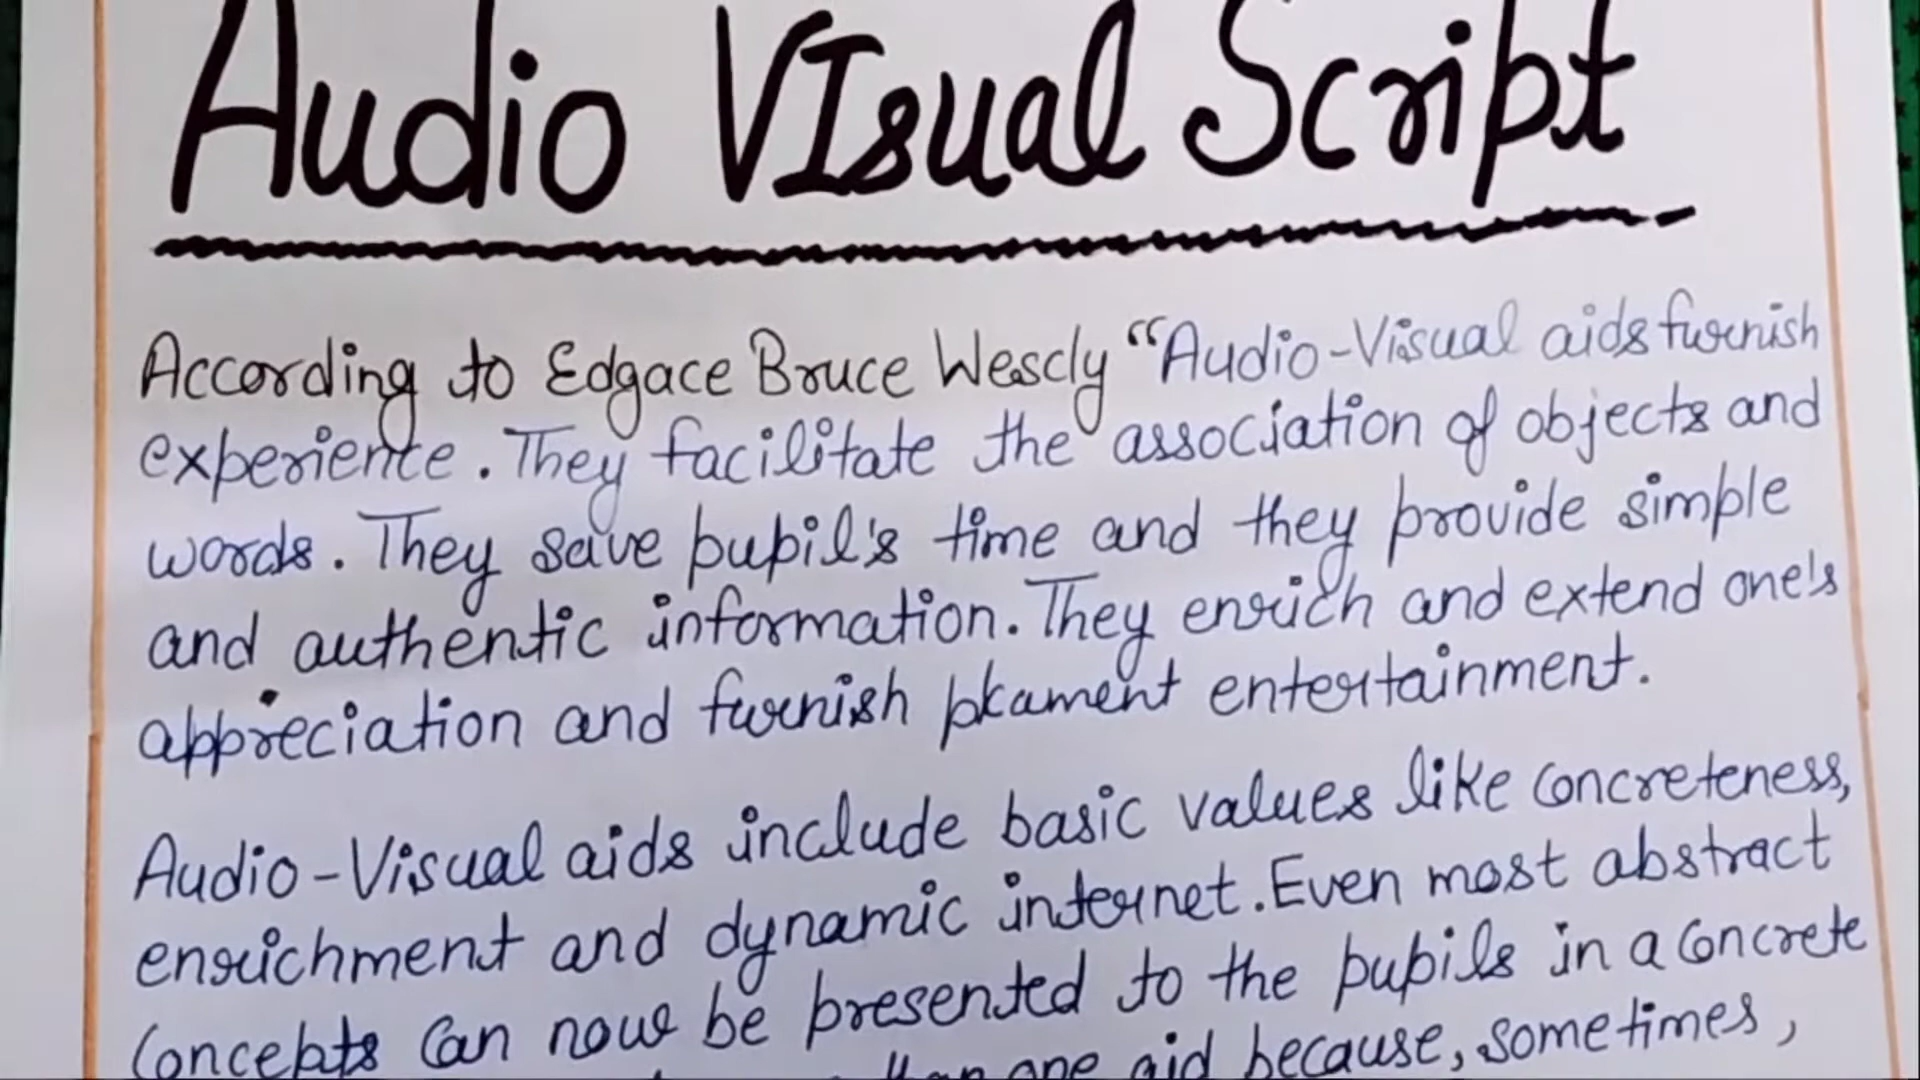 Audio VIsual Script
According to Edgace Bruce Wescly “Audio-Visual aids furnish
experience. They facilitate the association of objects and
words. They save pupil's time and they provide simple
and authentic information. They enrich and extend one's
appreciation and furnish pkament entertainment.
Audio-Visual aids include basic values like concreteness,
enrichment and dynamic internet. Even most abstract
Concepts can now be presented to the pupils in a concrete
than one aid because, sometimes,